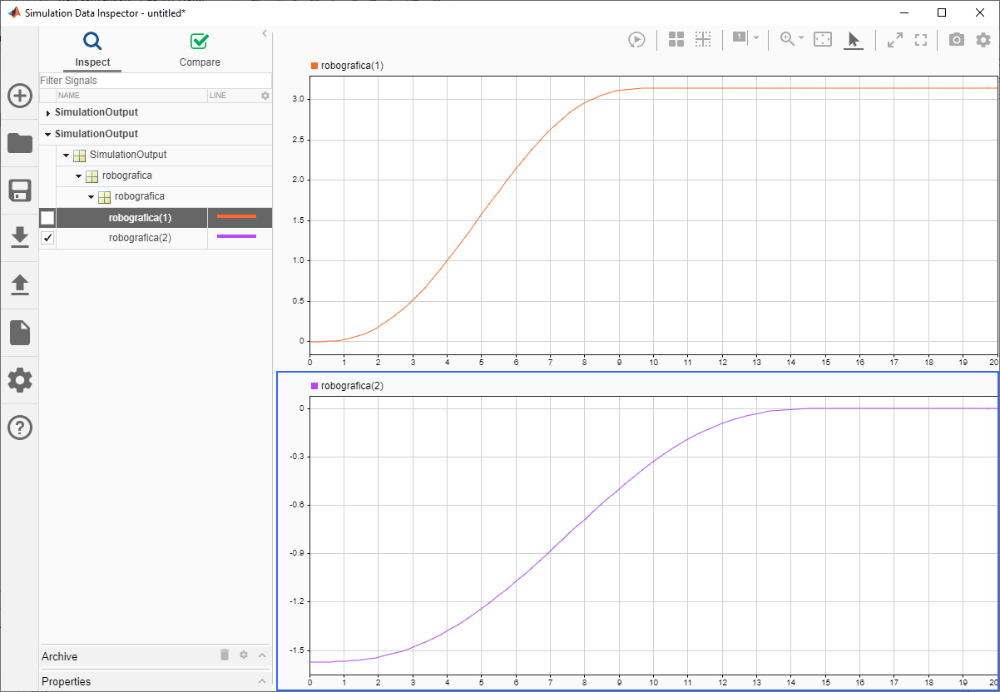 Simulation Data Inspector - untitled*
Inspect
Compare
Filter Signals
NAME LINE
SimulationOutput
SimulationOutput
SimulationOutput
robografica
robografica
robografica(1)
robografica(2)
Archive
Properties
1
robografica(1)
3.0
2.5
2.0
1.5
1.0
0.5
0
0 1 2 3 4 5 6 7 8 9 10 11 12 13 14 15 16 17 18 19 20
robografica(2)
0
-0.3
-0.6
-0.9
-1.2
-1.5
0 1 2 3 4 5 6 7 8 9 10 11 12 13 14 15 16 17 18 19 20